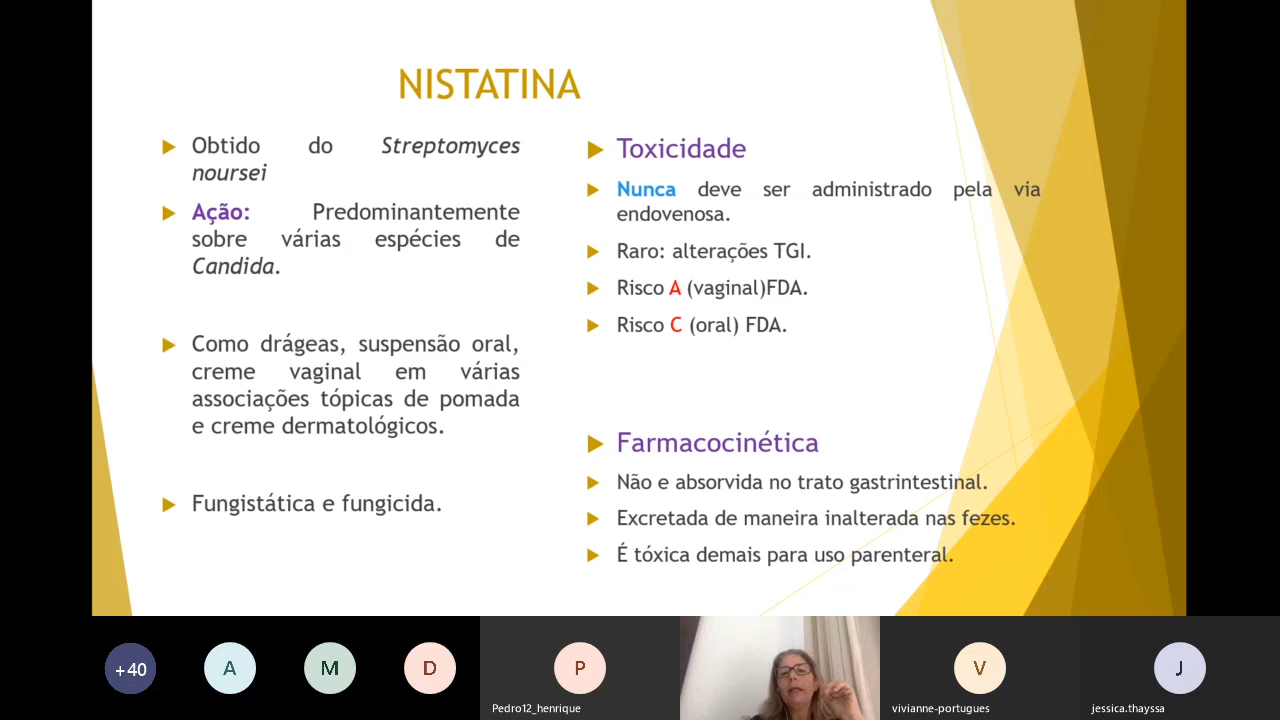 NISTATINA
Obtido do Streptomyces
noursei
Ação: Predominantemente
sobre várias espécies de
Candida.
Como drágeas, suspensão oral,
creme vaginal em várias
associações tópicas de pomada
e creme dermatológicos.
Fungistática e fungicida.
Toxicidade
Nunca deve ser administrado pela via
endovenosa.
Raro: alterações TGI.
Risco A (vaginal)FDA.
Risco C (oral) FDA.
Farmacocinética
Não e absorvida no trato gastrintestinal.
Excretada de maneira inalterada nas fezes.
É tóxica demais para uso parenteral.
+40
A
M
D
P
Pedro12_henrique
V
vivianne-portugues
J
jessica.thayssa